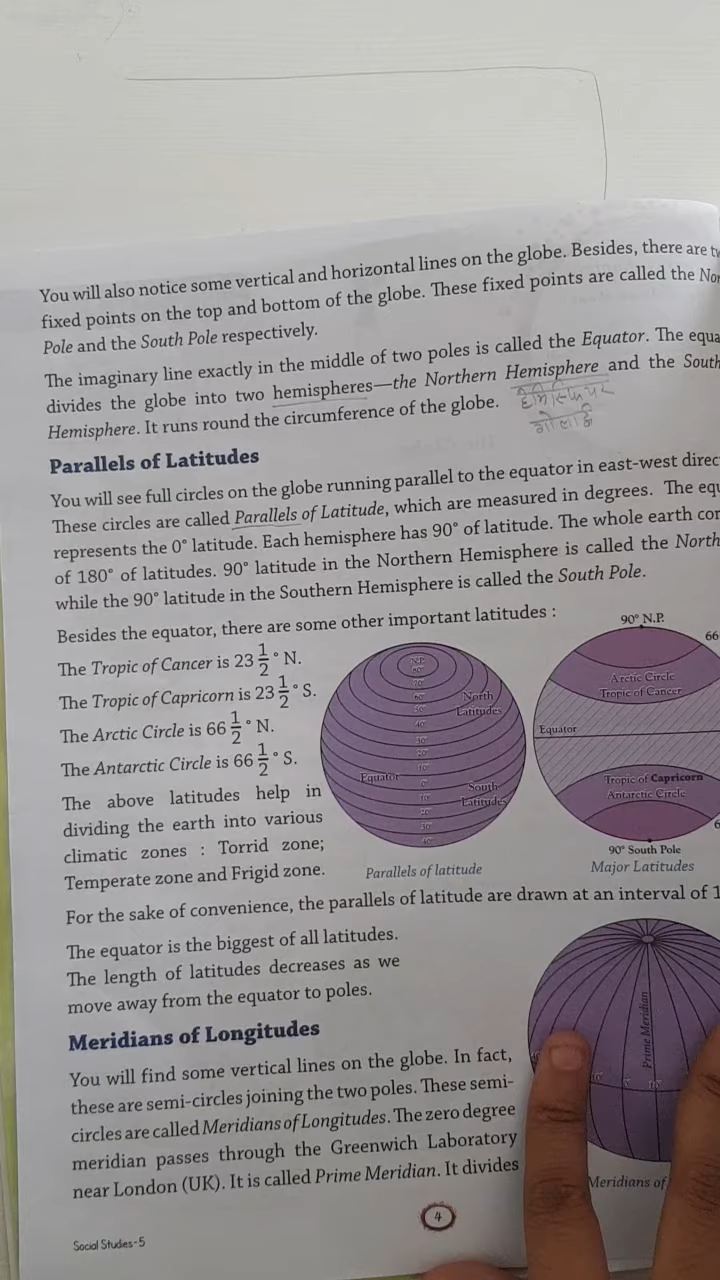 You will also notice some vertical and horizontal lines on the globe. Besides, there are
fixed points on the top and bottom of the globe. These fixed points are called the
Pole and the South Pole respectively.
The imaginary line exactly in the middle of two poles is called the Equator. The
divides the globe into two hemispheres—the Northern Hemisphere and the South
Hemisphere. It runs round the circumference of the globe.
Parallels of Latitudes
You will see full circles on the globe running parallel to the equator in east-west
These circles are called Parallels of Latitude, which are measured in degrees. The
represents the 0° latitude. Each hemisphere has 90° of latitude. The whole earth
of 180° of latitudes. 90° latitude in the Northern Hemisphere is called the North
while the 90° latitude in the Southern Hemisphere is called the South Pole.
Besides the equator, there are some other important latitudes :
The Tropic of Cancer is 23 1/2° N.
The Tropic of Capricorn is 23 1/2° S.
The Arctic Circle is 66 1/2° N.
The Antarctic Circle is 66 1/2° S.
The above latitudes help in
dividing the earth into various
climatic zones : Torrid zone;
Temperate zone and Frigid zone.
N.P.
80°
70°
60°
50°
40°
30°
20°
10°
0°
10°
20°
30°
40°
North
Latitudes
Equator
South
Latitudes
Parallels of latitude
90° N.P.
66
Arctic Circle
Tropic of Cancer
Equator
Tropic of Capricorn
Antarctic Circle
90° South Pole
Major Latitudes
For the sake of convenience, the parallels of latitude are drawn at an interval of
The equator is the biggest of all latitudes.
The length of latitudes decreases as we
move away from the equator to poles.
Meridians of Longitudes
You will find some vertical lines on the globe. In fact,
these are semi-circles joining the two poles. These semi-
circles are called Meridians of Longitudes. The zero degree
meridian passes through the Greenwich Laboratory
near London (UK). It is called Prime Meridian. It divides
Prime Meridian
Meridians of
4
Social Studies-5